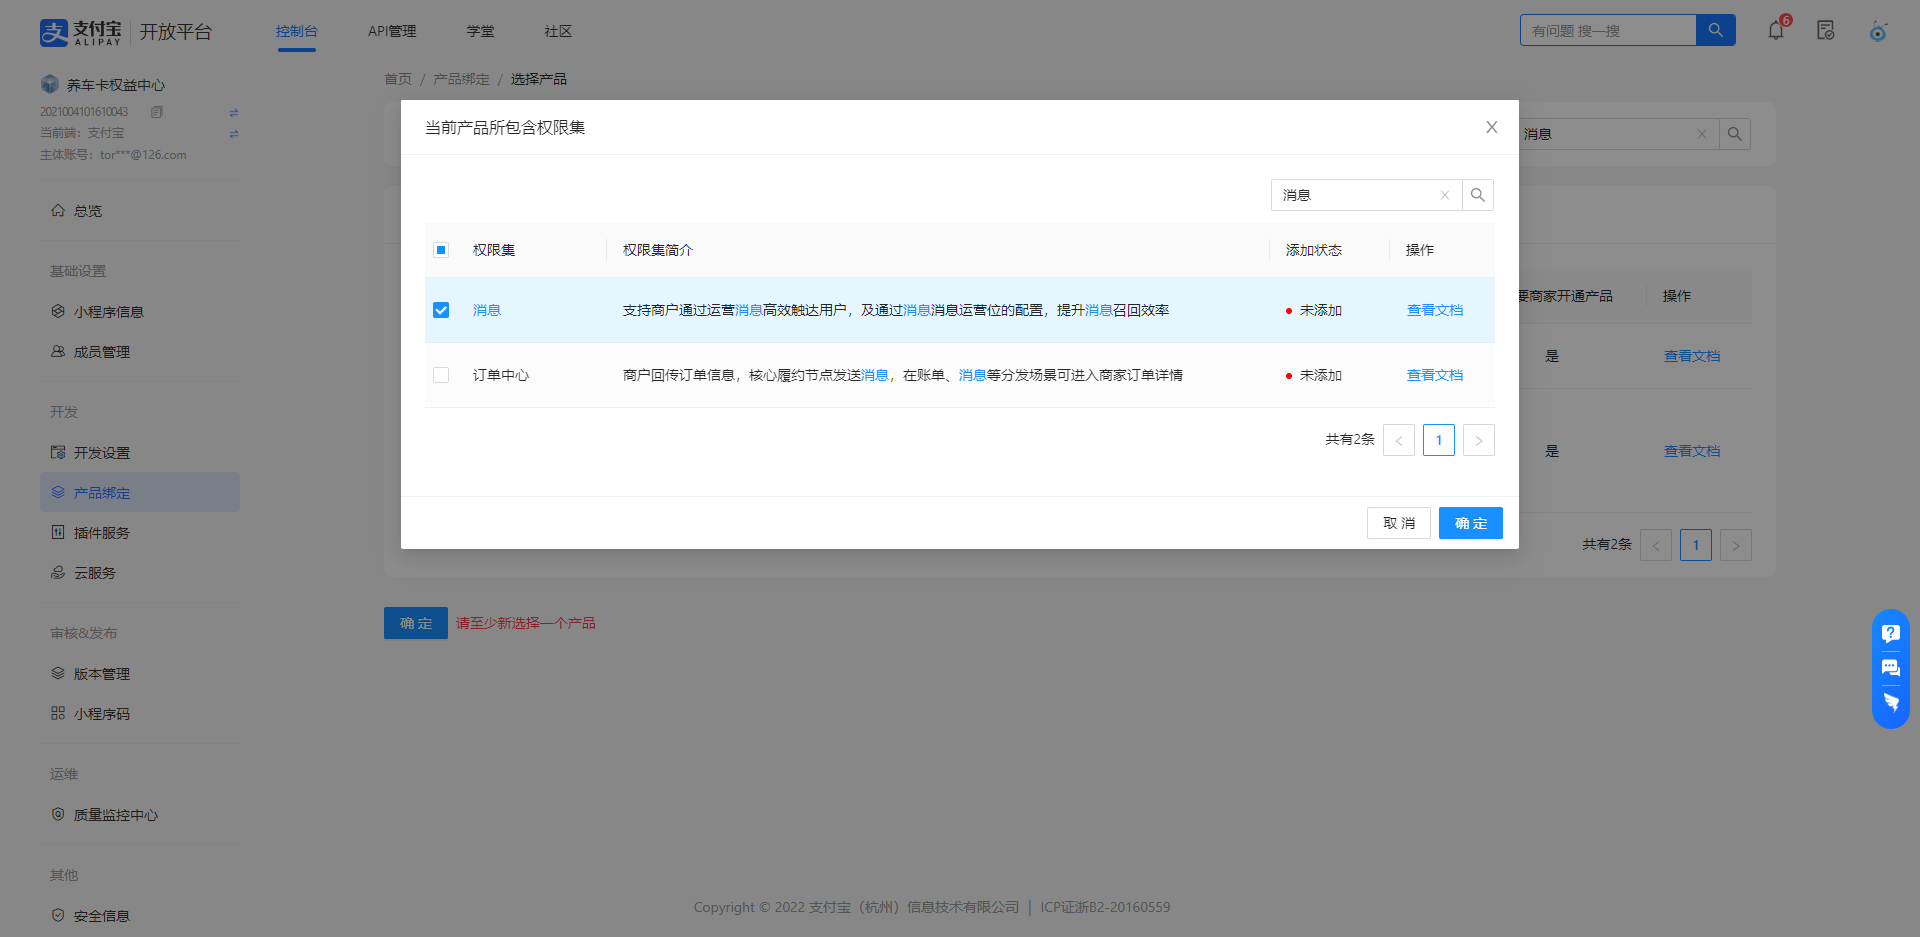 支付宝 ALIPAY 开放平台 控制台 API管理 学堂 社区 有问题 搜一搜 6
养车卡权益中心
2021004101610043
当前端：支付宝
主体账号：tor***@126.com
总览
基础设置
小程序信息
成员管理
开发
开发设置
产品绑定
插件服务
云服务
审核&发布
版本管理
小程序码
运维
质量监控中心
其他
安全信息
首页 / 产品绑定 / 选择产品
消息
要商家开通产品 操作
是 查看文档
是 查看文档
共有2条 < 1 >
确 定 请至少新选择一个产品
当前产品所包含权限集 X
消息
权限集 权限集简介 添加状态 操作
消息 支持商户通过运营消息高效触达用户，及通过消息消息运营位的配置，提升消息召回效率 未添加 查看文档
订单中心 商户回传订单信息，核心履约节点发送消息，在账单、消息等分发场景可进入商家订单详情 未添加 查看文档
共有2条 < 1 >
取 消 确 定
Copyright © 2022 支付宝（杭州）信息技术有限公司 | ICP证浙B2-20160559